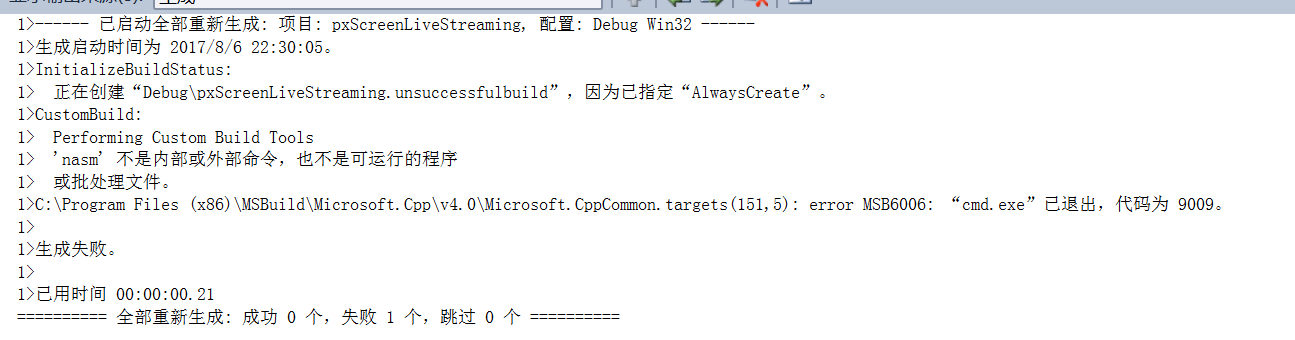 1>------ 已启动全部重新生成: 项目: pxScreenLiveStreaming, 配置: Debug Win32 ------
1>生成启动时间为 2017/8/6 22:30:05。
1>InitializeBuildStatus:
1>  正在创建“Debug\pxScreenLiveStreaming.unsuccessfulbuild”，因为已指定“AlwaysCreate”。
1>CustomBuild:
1>  Performing Custom Build Tools
1>  'nasm' 不是内部或外部命令，也不是可运行的程序
1>  或批处理文件。
1>C:\Program Files (x86)\MSBuild\Microsoft.Cpp\v4.0\Microsoft.CppCommon.targets(151,5): error MSB6006: “cmd.exe”已退出，代码为 9009。
1>
1>生成失败。
1>
1>已用时间 00:00:00.21
========== 全部重新生成: 成功 0 个，失败 1 个，跳过 0 个 ==========